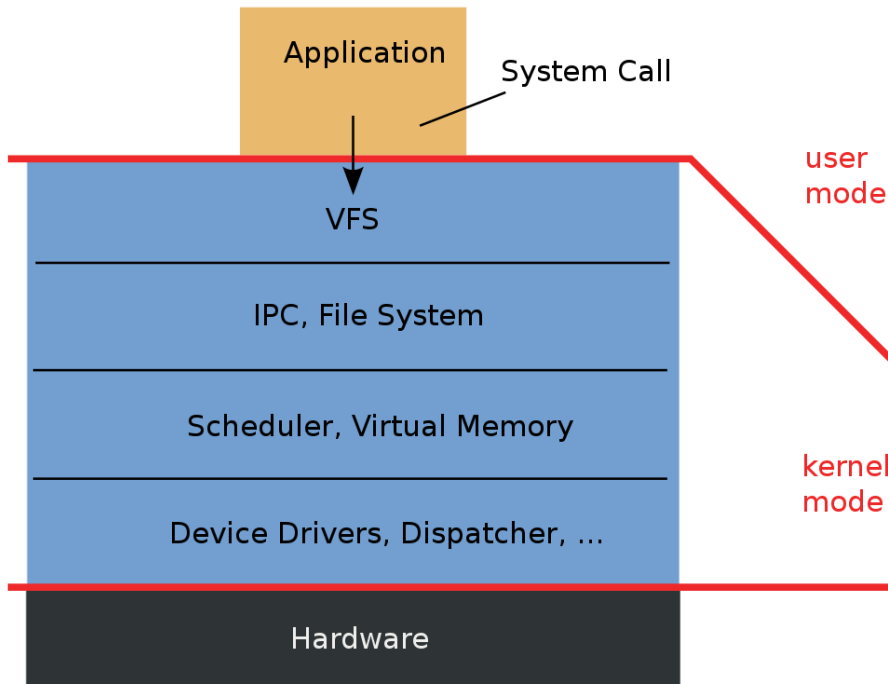 Application
System Call
user
mode
VFS
IPC, File System
Scheduler, Virtual Memory
kernel
mode
Device Drivers, Dispatcher, ...
Hardware